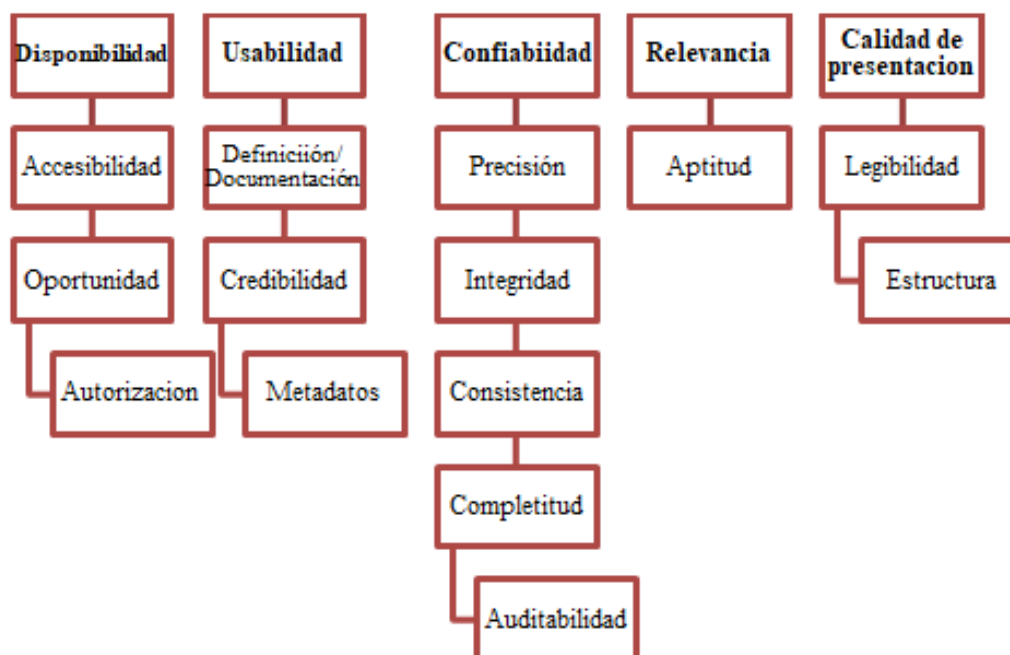 Disponibilidad
Accesibilidad
Oportunidad
Autorizacion
Usabilidad
Definiciión/
Documentación
Credibilidad
Metadatos
Confiabiidad
Precisión
Integridad
Consistencia
Completitud
Auditabilidad
Relevancia
Aptitud
Calidad de
presentacion
Legibilidad
Estructura